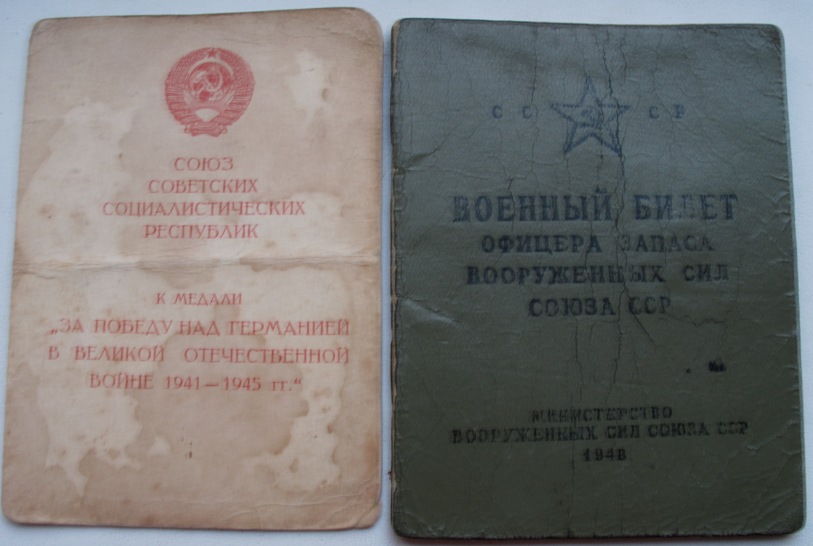 СОЮЗ
СОВЕТСКИХ
СОЦИАЛИСТИЧЕСКИХ
РЕСПУБЛИК
К МЕДАЛИ
„ЗА ПОБЕДУ НАД ГЕРМАНИЕЙ
В ВЕЛИКОЙ ОТЕЧЕСТВЕННОЙ
ВОЙНЕ 1941—1945 гг.“
С С С Р
ВОЕННЫЙ БИЛЕТ
ОФИЦЕРА ЗАПАСА
ВООРУЖЕННЫХ СИЛ
СОЮЗА ССР
МИНИСТЕРСТВО
ВООРУЖЕННЫХ СИЛ СОЮЗА ССР
1948